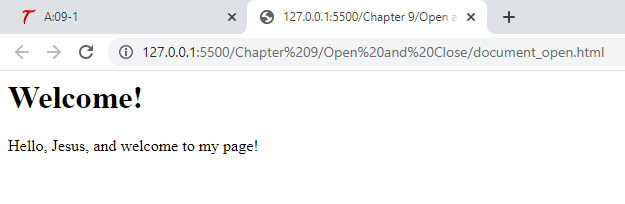 A:09-1
127.0.0.1:5500/Chapter 9/Open a
127.0.0.1:5500/Chapter%209/Open%20and%20Close/document_open.html
Welcome!
Hello, Jesus, and welcome to my page!